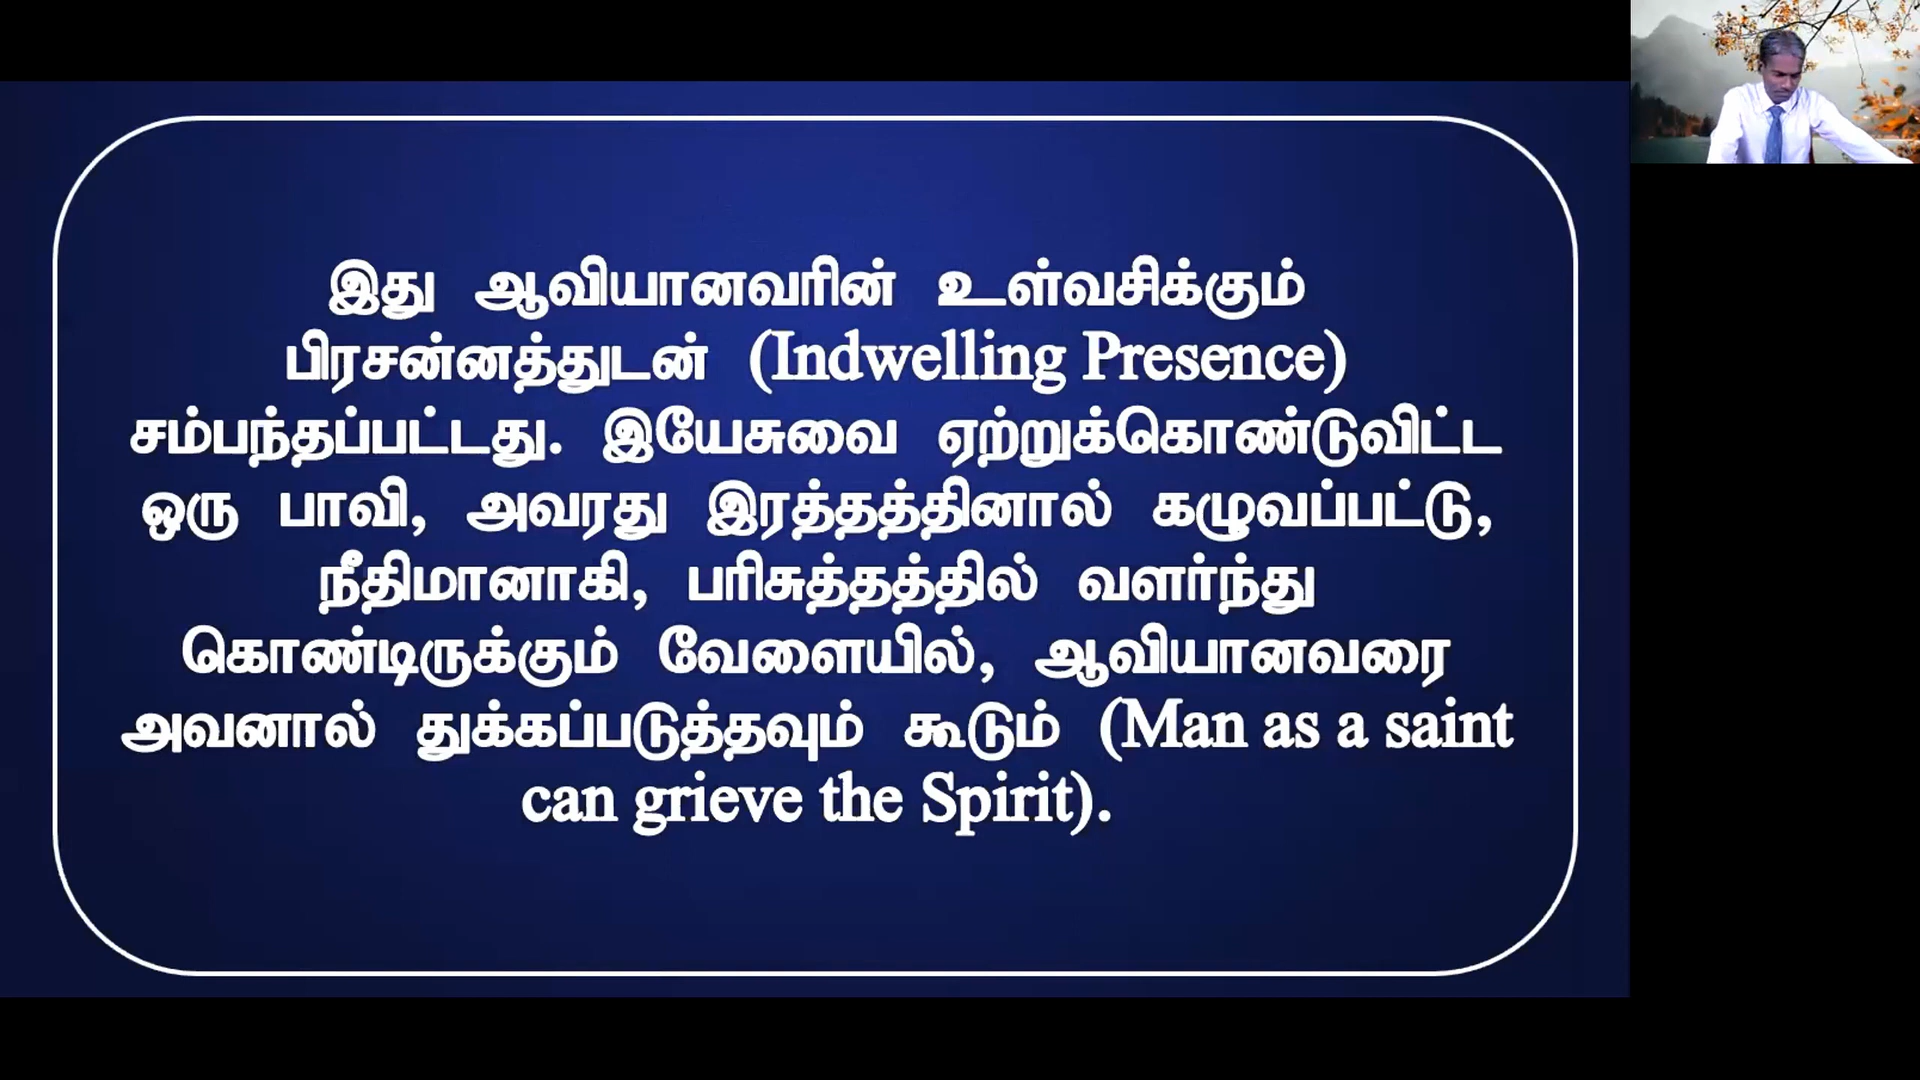 இது ஆவியானவரின் உள்வசிக்கும்
பிரசன்னத்துடன் (Indwelling Presence)
சம்பந்தப்பட்டது. இயேசுவை ஏற்றுக்கொண்டுவிட்ட
ஒரு பாவி, அவரது இரத்தத்தினால் கழுவப்பட்டு,
நீதிமானாகி, பரிசுத்தத்தில் வளர்ந்து
கொண்டிருக்கும் வேளையில், ஆவியானவரை
அவனால் துக்கப்படுத்தவும் கூடும் (Man as a saint
can grieve the Spirit).